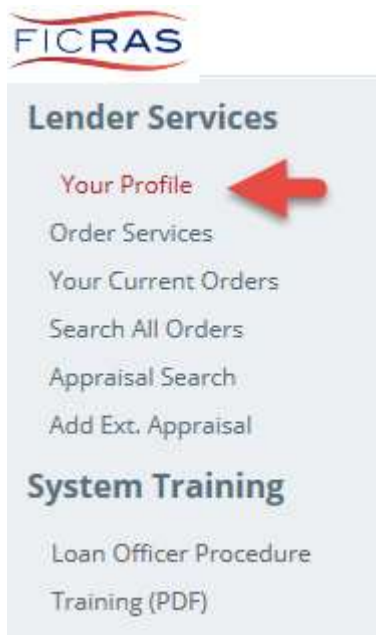 FICRAS
Lender Services
Your Profile
Order Services
Your Current Orders
Search All Orders
Appraisal Search
Add Ext. Appraisal
System Training
Loan Officer Procedure
Training (PDF)